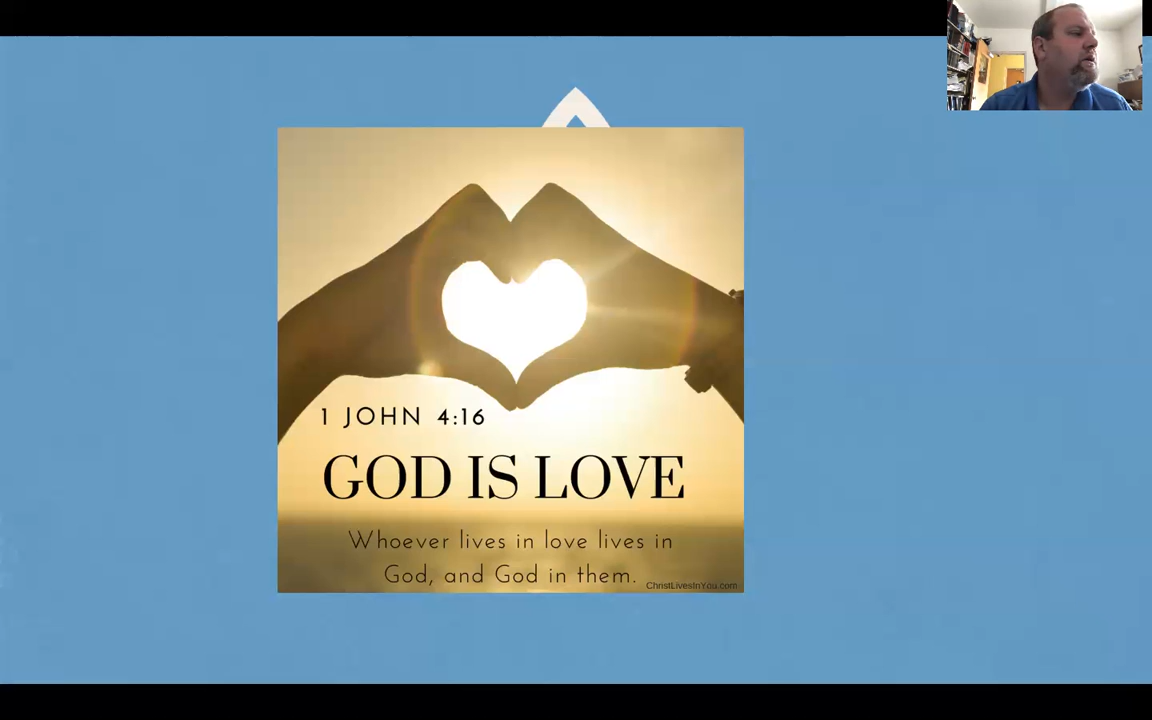 1 JOHN 4:16
GOD IS LOVE
Whoever lives in love lives in
God, and God in them.
ChristLivesInYou.com